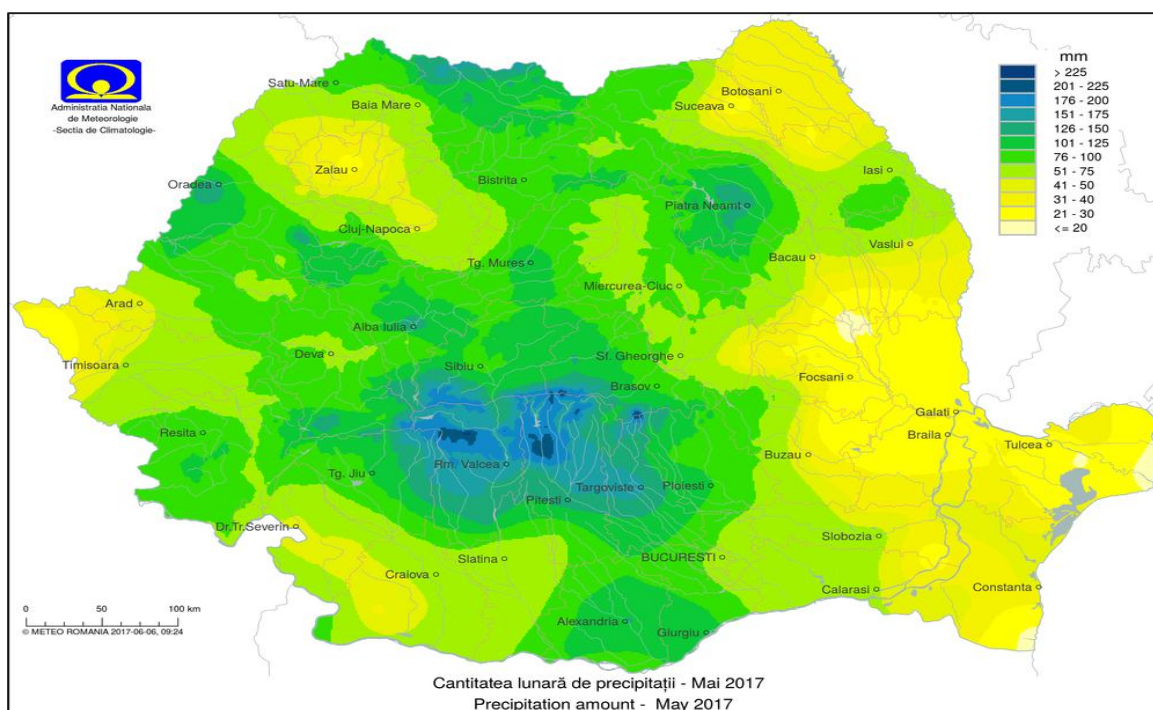 Administratia Nationala
de Meteorologie
-Sectia de Climatologie-
mm
> 225
201 - 225
176 - 200
151 - 175
126 - 150
101 - 125
76 - 100
51 - 75
41 - 50
31 - 40
21 - 30
<= 20
Satu-Mare
Baia Mare
Botosani
Suceava
Zalau
Oradea
Bistrita
Iasi
Piatra Neamt
Cluj-Napoca
Vaslui
Tg. Mures
Bacau
Miercurea-Ciuc
Arad
Alba Iulia
Deva
Sf. Gheorghe
Timisoara
Sibiu
Focsani
Brasov
Galati
Resita
Braila
Tulcea
Buzau
Rm. Valcea
Tg. Jiu
Targoviste
Ploiesti
Pitesti
Dr.Tr.Severin
Slobozia
Slatina
BUCURESTI
Craiova
Calarasi
Constanta
Alexandria
Giurgiu
0 50 100 km
© METEO ROMANIA 2017-06-06, 09:24
Cantitatea lunară de precipitații - Mai 2017
Precipitation amount - May 2017